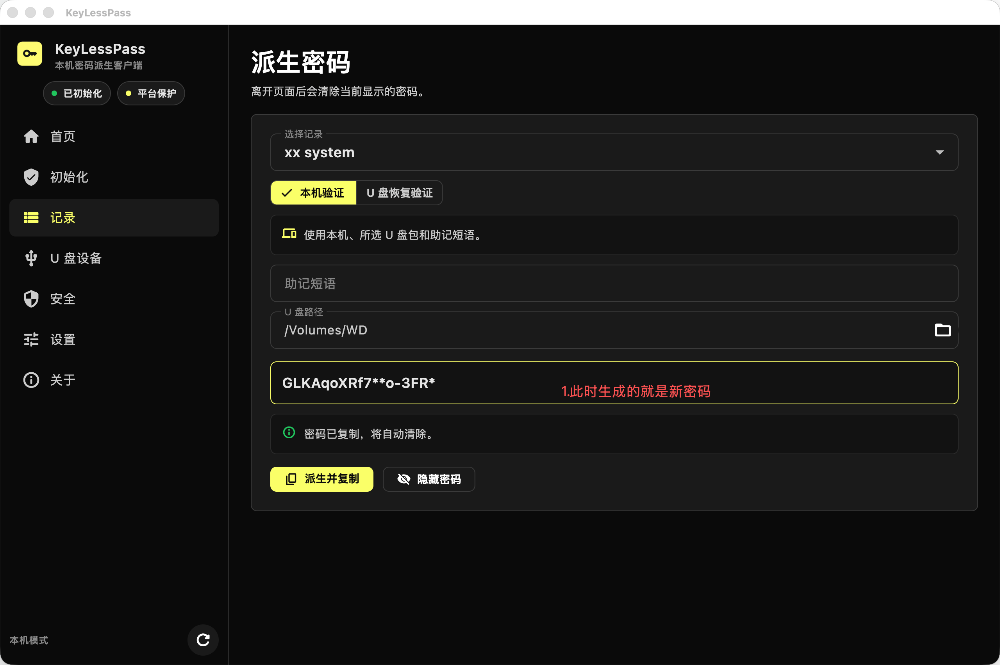 KeyLessPass
KeyLessPass
本机密码派生客户端
已初始化
平台保护
首页
初始化
记录
U 盘设备
安全
设置
关于
本机模式
派生密码
离开页面后会清除当前显示的密码。
选择记录
xx system
本机验证
U 盘恢复验证
使用本机、所选 U 盘包和助记短语。
助记短语
U 盘路径
/Volumes/WD
GLKAqoXRf7**o-3FR*
1.此时生成的就是新密码
密码已复制，将自动清除。
派生并复制
隐藏密码